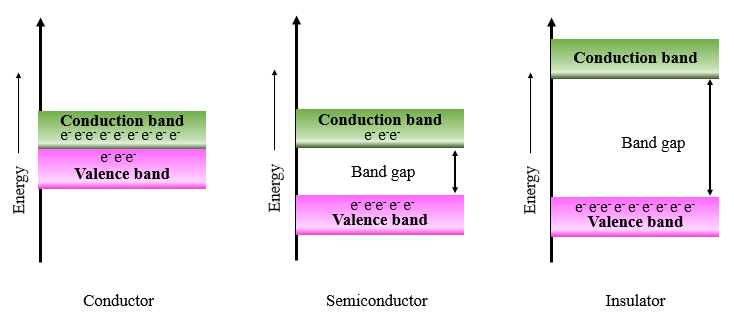 Energy
Conduction band
e⁻ e⁻e⁻ e⁻ e⁻ e⁻ e⁻ e⁻ e⁻
e⁻ e⁻e⁻
Valence band
Conductor
Energy
Conduction band
e⁻ e⁻e⁻
Band gap
e⁻ e⁻e⁻ e⁻ e⁻
Valence band
Semiconductor
Energy
Conduction band
Band gap
e⁻ e⁻e⁻ e⁻ e⁻ e⁻ e⁻ e⁻ e⁻
Valence band
Insulator